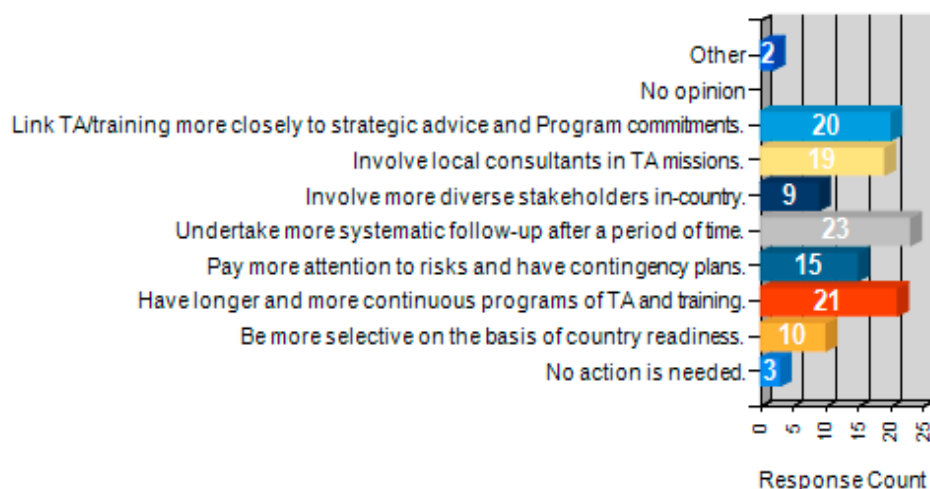 Other 2
No opinion
Link TA/training more closely to strategic advice and Program commitments. 20
Involve local consultants in TA missions. 19
Involve more diverse stakeholders in-country. 9
Undertake more systematic follow-up after a period of time. 23
Pay more attention to risks and have contingency plans. 15
Have longer and more continuous programs of TA and training. 21
Be more selective on the basis of country readiness. 10
No action is needed. 3
0 5 10 15 20 25
Response Count